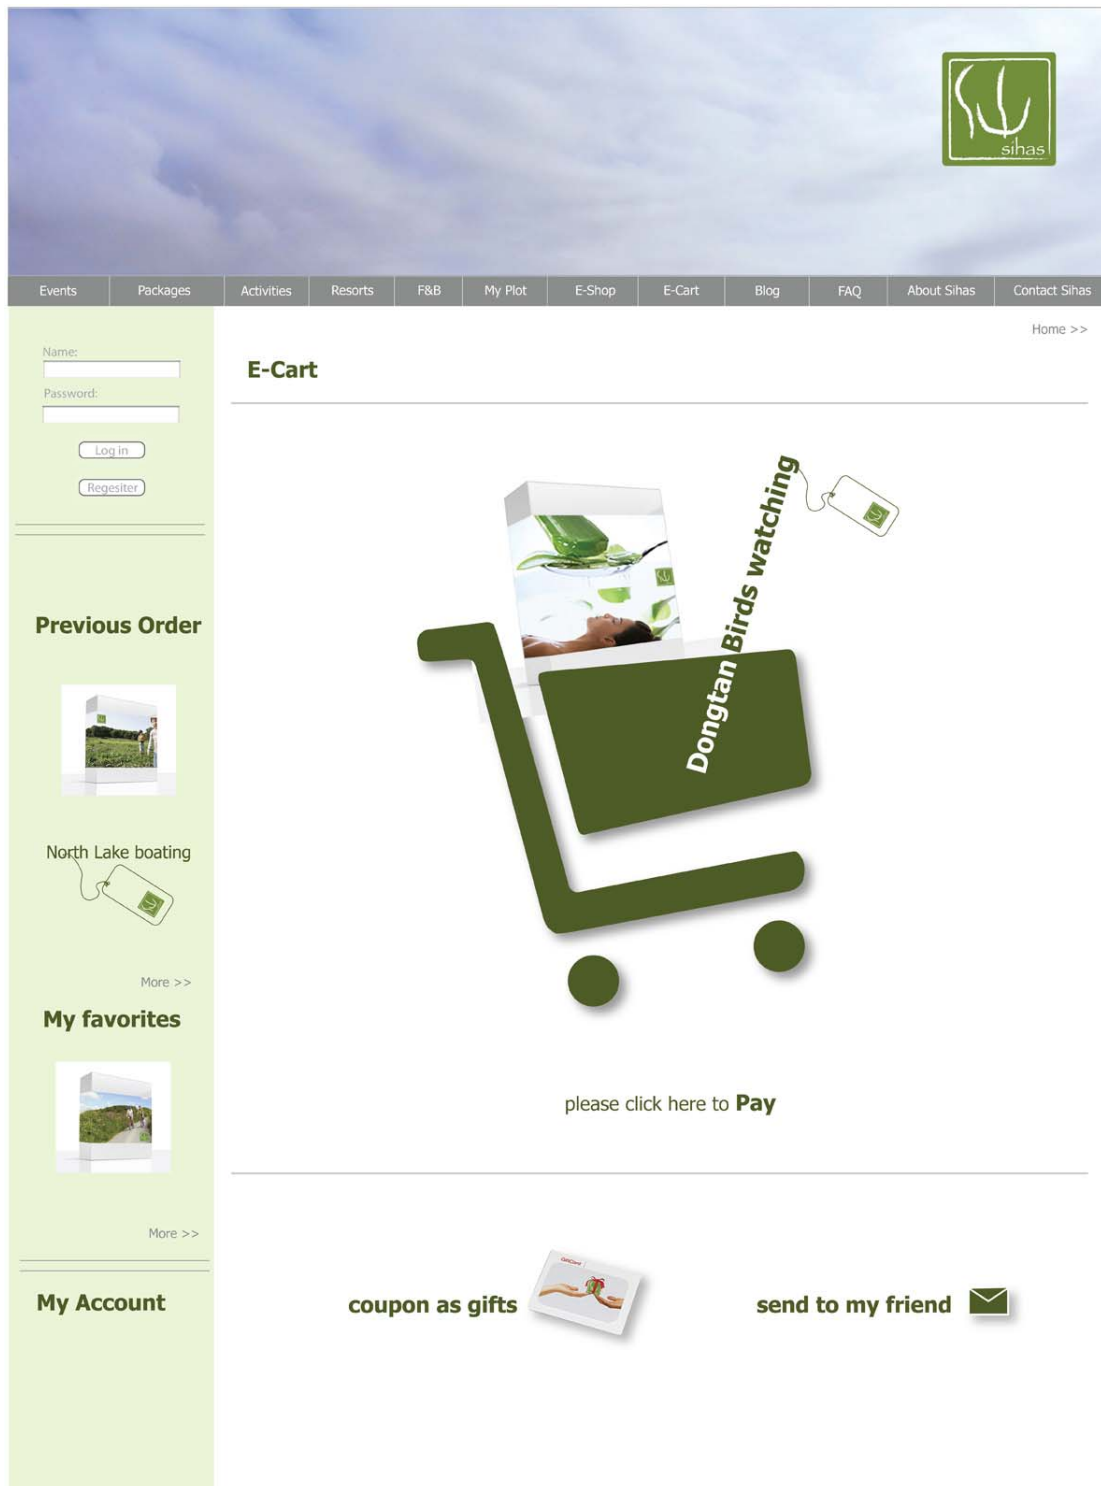 sihas
Events Packages Activities Resorts F&B My Plot E-Shop E-Cart Blog FAQ About Sihas Contact Sihas
Home >>
Name:
Password:
Log in
Regesiter
E-Cart
Dongtan Birds watching
Previous Order
North Lake boating
More >>
My favorites
More >>
My Account
please click here to Pay
coupon as gifts
GiftCard
send to my friend